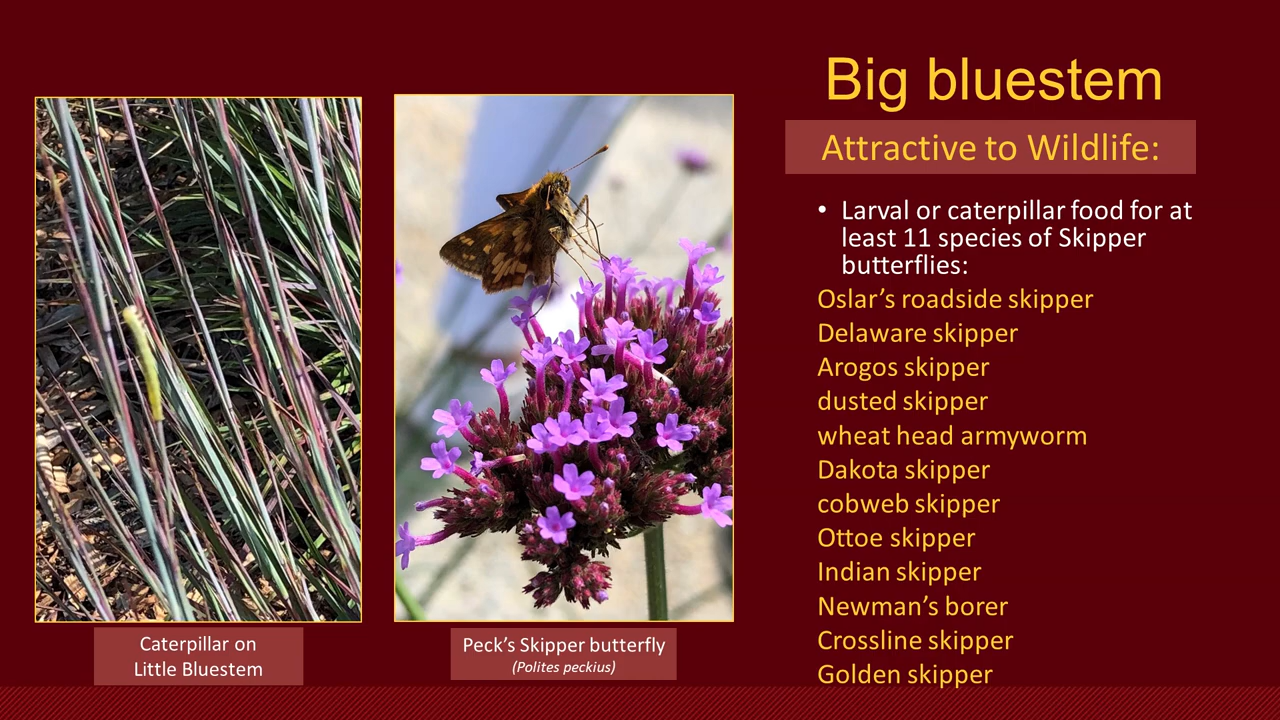 Big bluestem
Attractive to Wildlife:
• Larval or caterpillar food for at
least 11 species of Skipper
butterflies:
Oslar’s roadside skipper
Delaware skipper
Arogos skipper
dusted skipper
wheat head armyworm
Dakota skipper
cobweb skipper
Ottoe skipper
Indian skipper
Newman’s borer
Crossline skipper
Golden skipper
Caterpillar on
Little Bluestem
Peck’s Skipper butterfly
(Polites peckius)